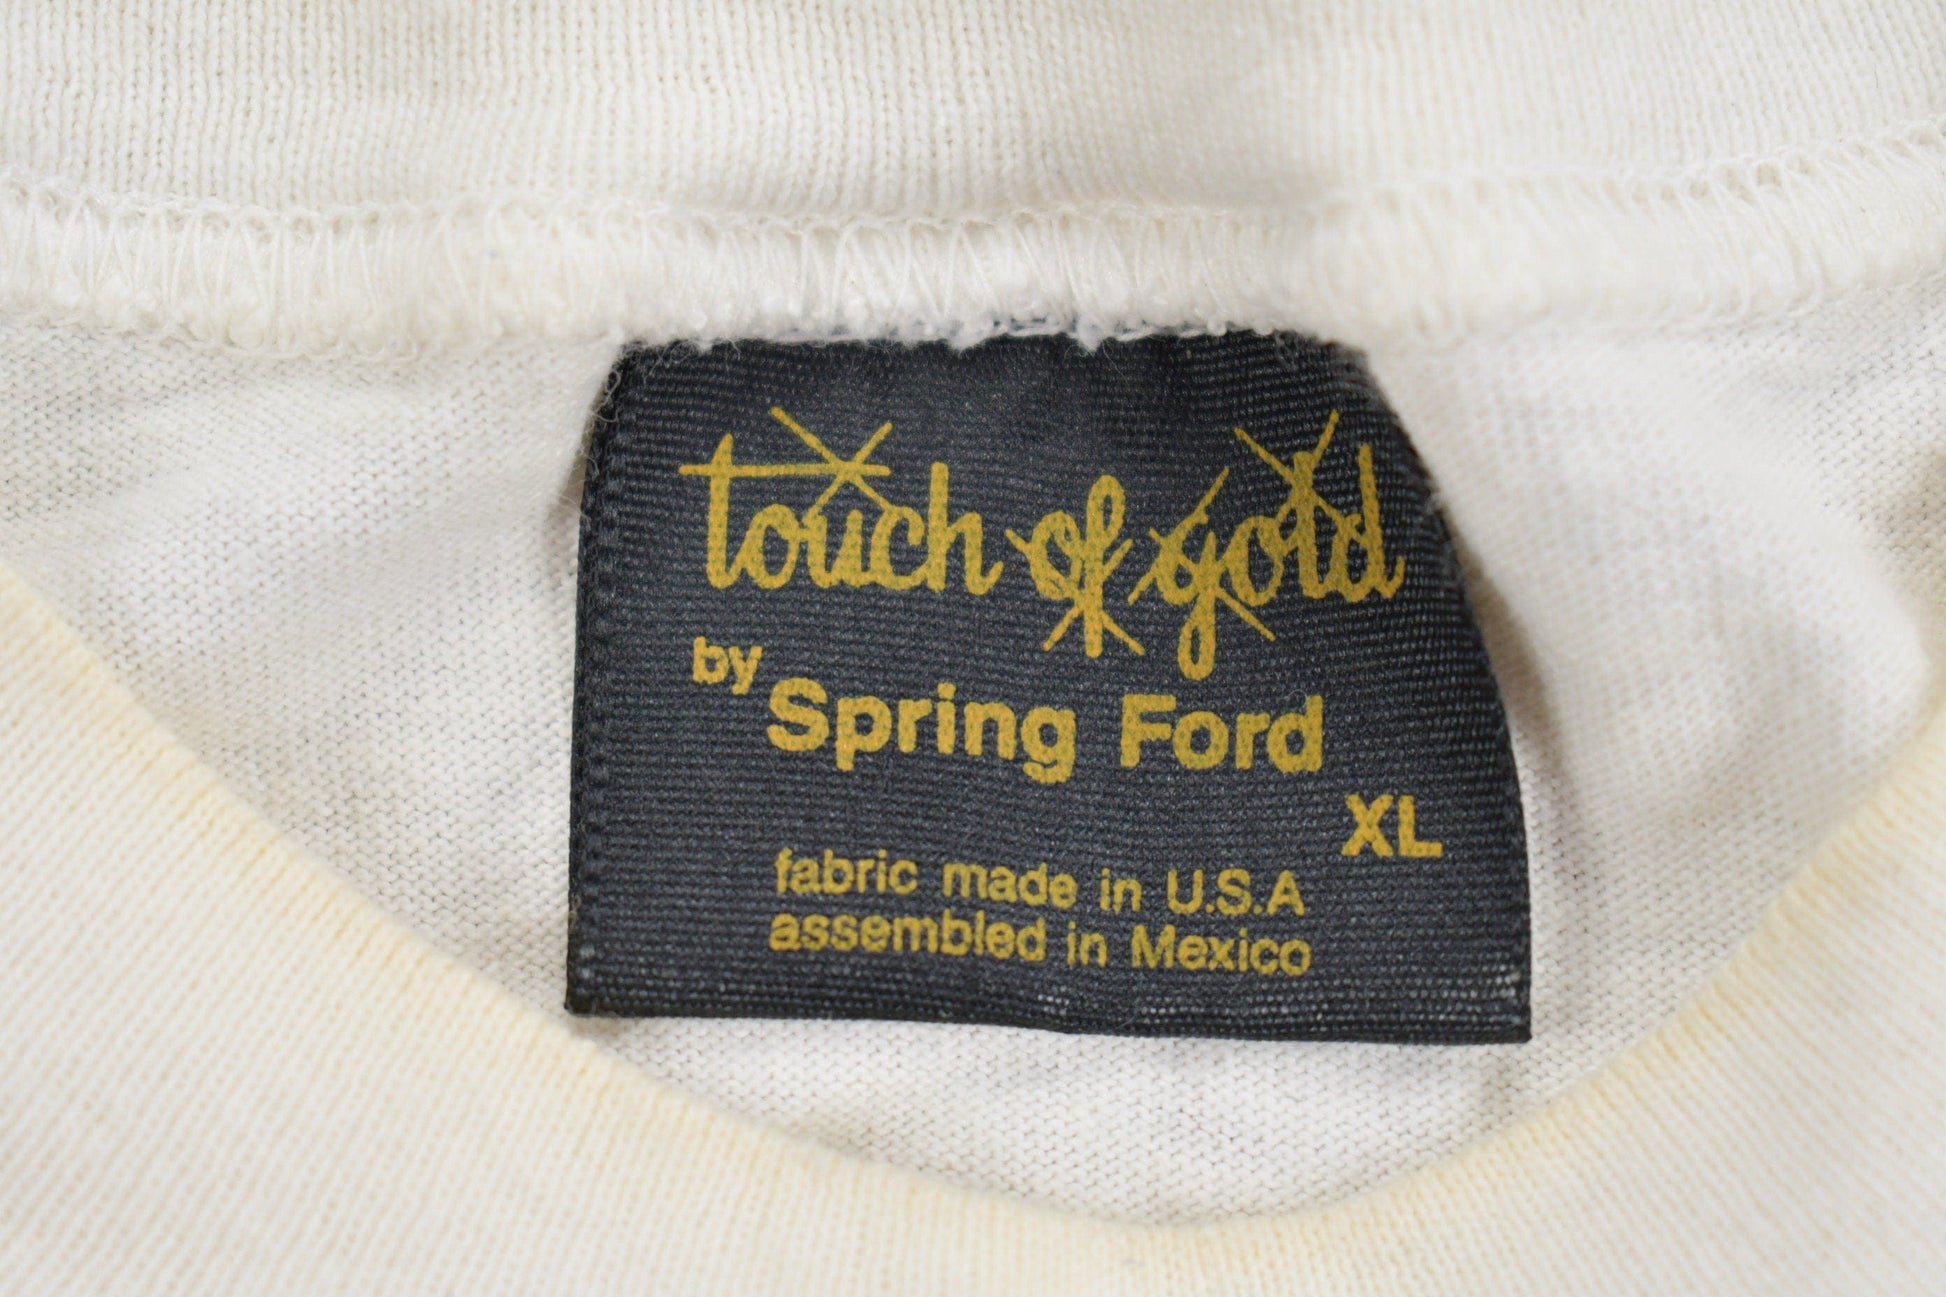 touch of gold
by Spring Ford
XL
fabric made in U.S.A
assembled in Mexico